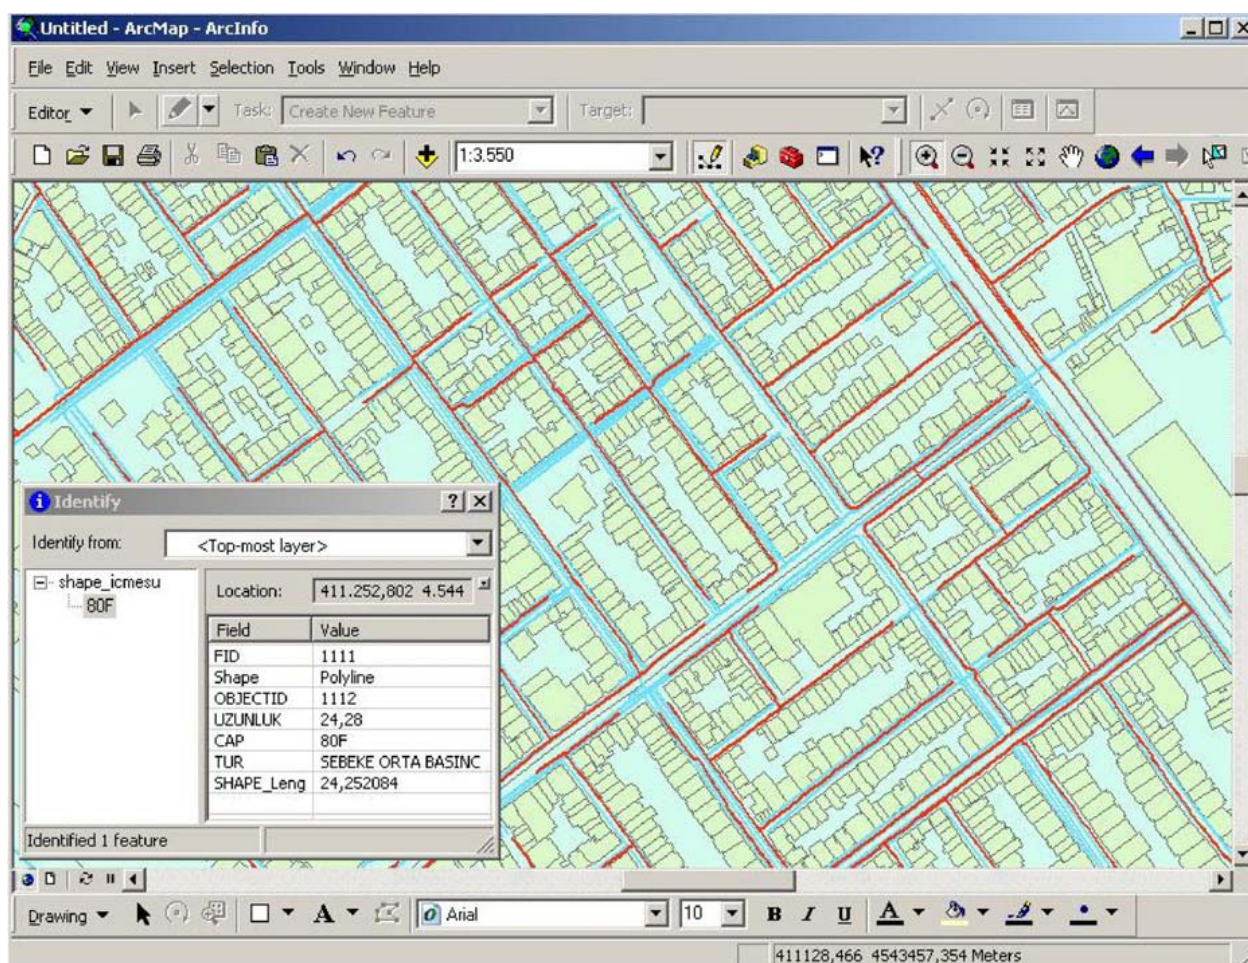 Untitled - ArcMap - ArcInfo
File Edit View Insert Selection Tools Window Help
Editor Task: Create New Feature Target:
1:3.550
Identify
Identify from: <Top-most layer>
shape_icmesu
80F
Location: 411.252,802 4.544
Field Value
FID 1111
Shape Polyline
OBJECTID 1112
UZUNLUK 24,28
CAP 80F
TUR SEBEKE ORTA BASINC
SHAPE_Leng 24,252084
Identified 1 feature
Drawing A Arial 10 B I U A
411128,466 4543457,354 Meters